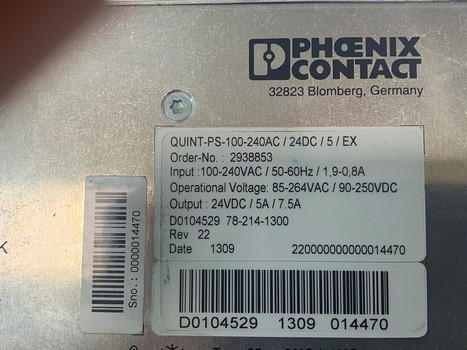 PHŒNIX
CONTACT
32823 Blomberg, Germany
QUINT-PS-100-240AC / 24DC / 5 / EX
Order-No.: 2938853
Input :100-240VAC / 50-60Hz / 1,9-0,8A
Operational Voltage: 85-264VAC / 90-250VDC
Output : 24VDC / 5A / 7.5A
D0104529 78-214-1300
Rev 22
Date 1309 220000000000014470
Sno.: 0000014470
D0104529 1309 014470